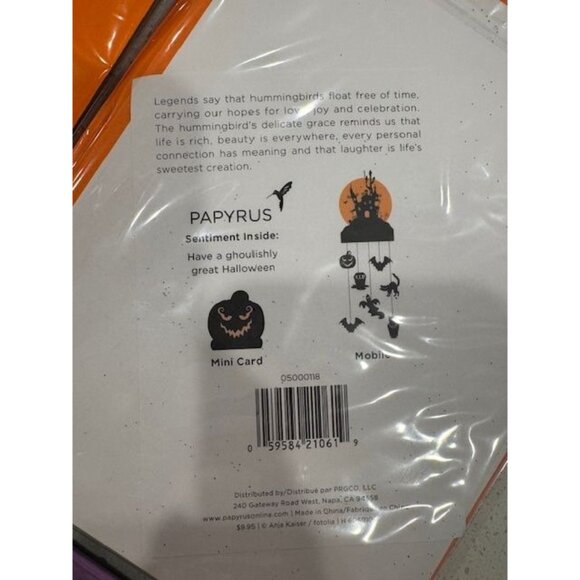 Legends say that hummingbirds float free of time,
carrying our hopes for love, joy and celebration.
The hummingbird's delicate grace reminds us that
life is rich, beauty is everywhere, every personal
connection has meaning and that laughter is life's
sweetest creation.
PAPYRUS
Sentiment Inside:
Have a ghoulishly
great Halloween
Mini Card
Mobile
05000118
0 59584 21061 9
Distributed by/Distribué par PRGCO, LLC
240 Gateway Road West, Napa, CA 94558
www.papyrusonline.com | Made in China/Fabriqué en Chine
$9.95 | © Anja Kaiser / fotolia |